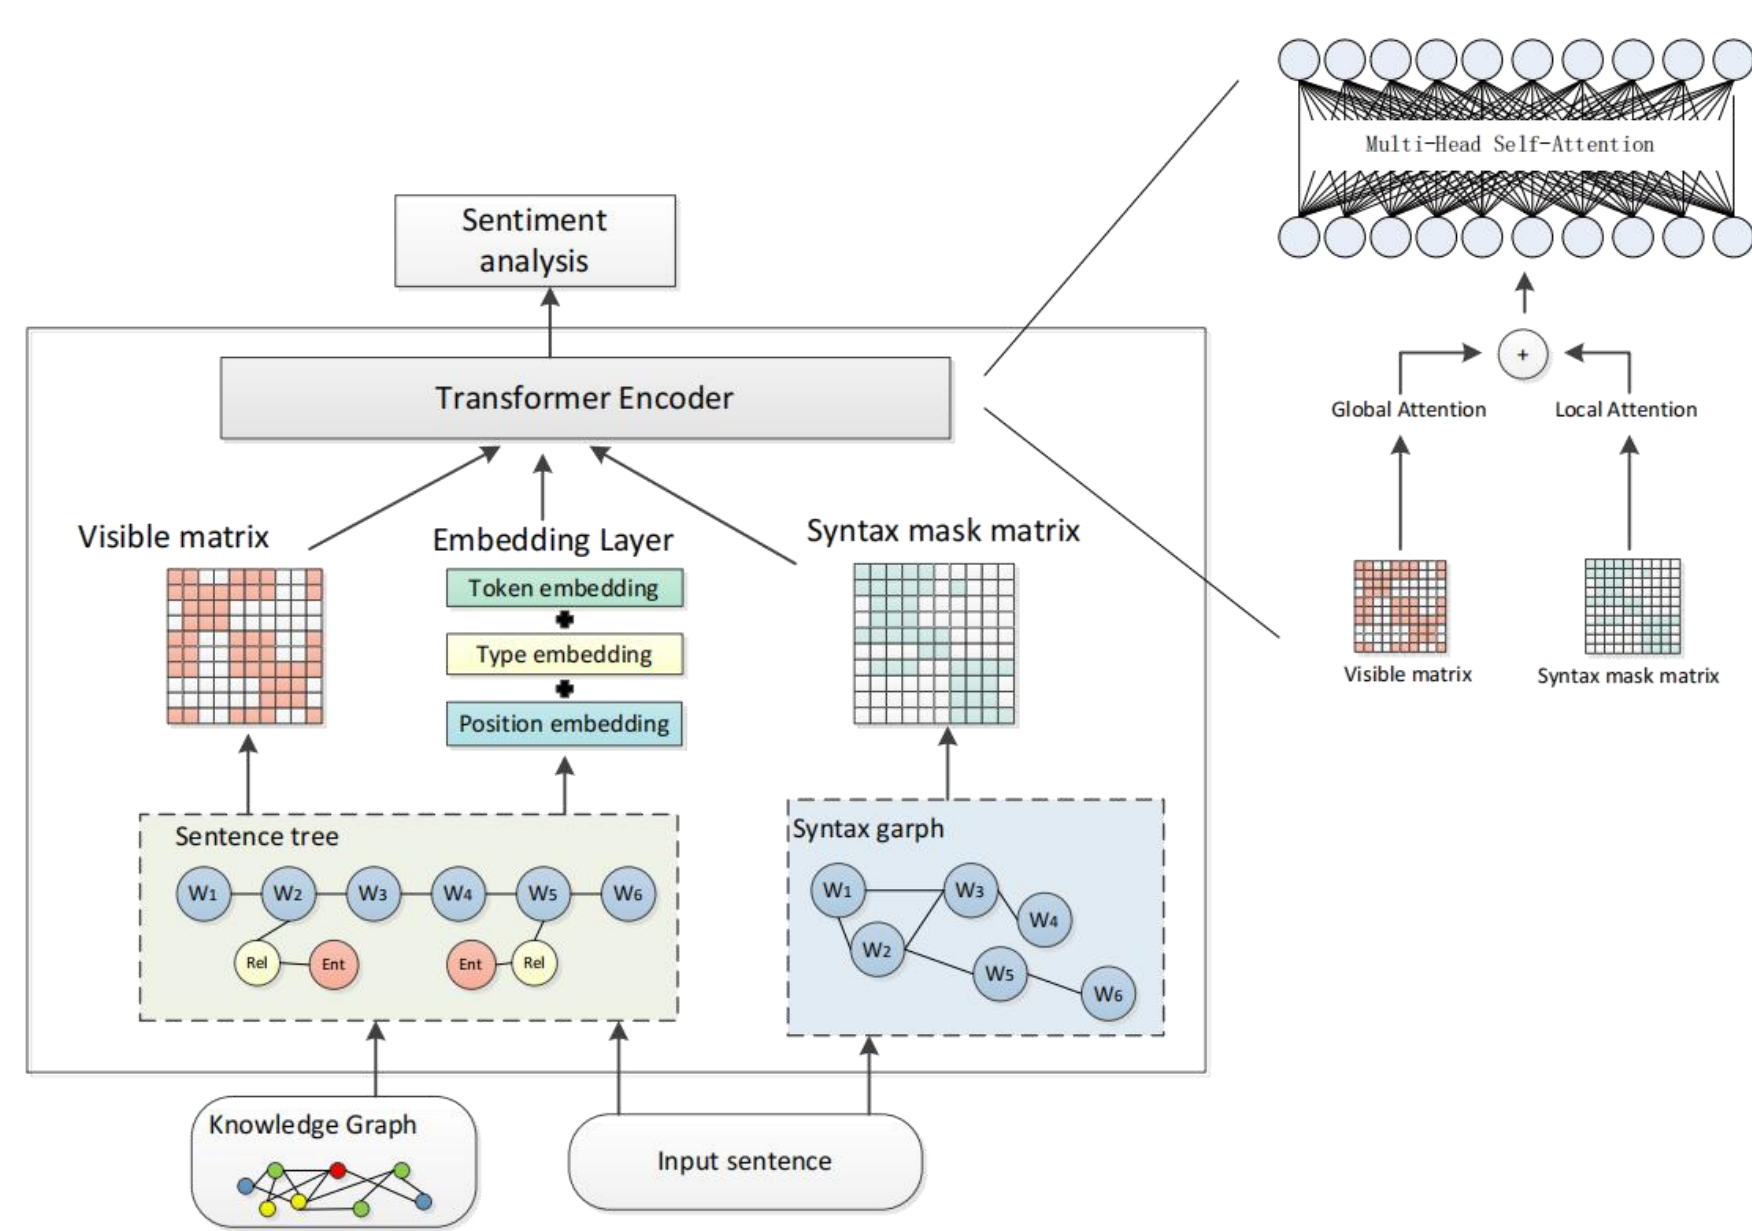 Multi-Head Self-Attention
Sentiment
analysis
+
Transformer Encoder
Global Attention
Local Attention
Visible matrix
Embedding Layer
Syntax mask matrix
Token embedding
Type embedding
Position embedding
Visible matrix
Syntax mask matrix
Sentence tree
W1
W2
W3
W4
W5
W6
Rel
Ent
Ent
Rel
Syntax garph
W1
W3
W4
W2
W5
W6
Knowledge Graph
Input sentence